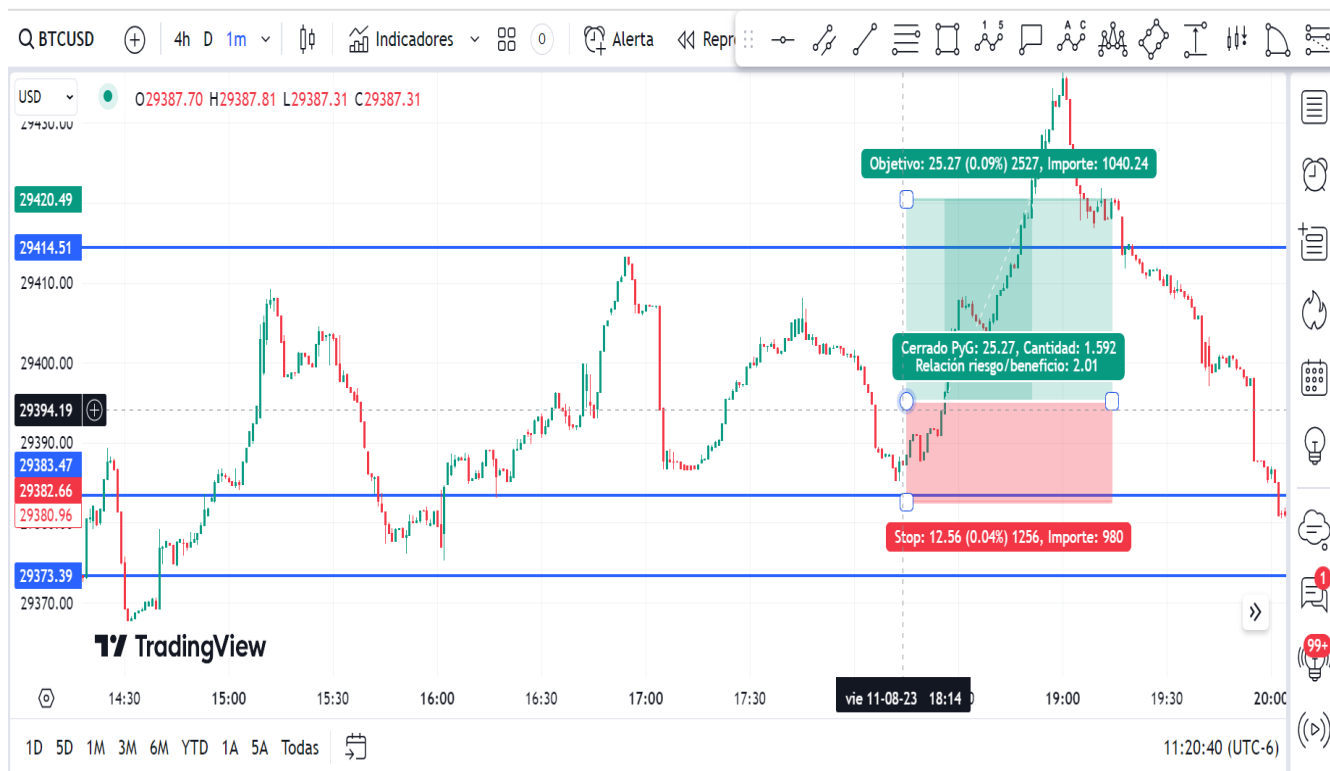 BTCUSD 4h D 1m Indicadores 0 Alerta Repr
1 5
A C
USD O29387.70 H29387.81 L29387.31 C29387.31
29430.00
Objetivo: 25.27 (0.09%) 2527, Importe: 1040.24
29420.49
29414.51
29410.00
Cerrado PyG: 25.27, Cantidad: 1.592
29400.00
Relación riesgo/beneficio: 2.01
29394.19
29390.00
29383.47
29382.66
29380.96
Stop: 12.56 (0.04%) 1256, Importe: 980
29373.39
1
29370.00
TradingView
99+
14:30 15:00 15:30 16:00 16:30 17:00 17:30 vie 11-08-23 18:14 19:00 19:30 20:00
1D 5D 1M 3M 6M YTD 1A 5A Todas 11:20:40 (UTC-6)